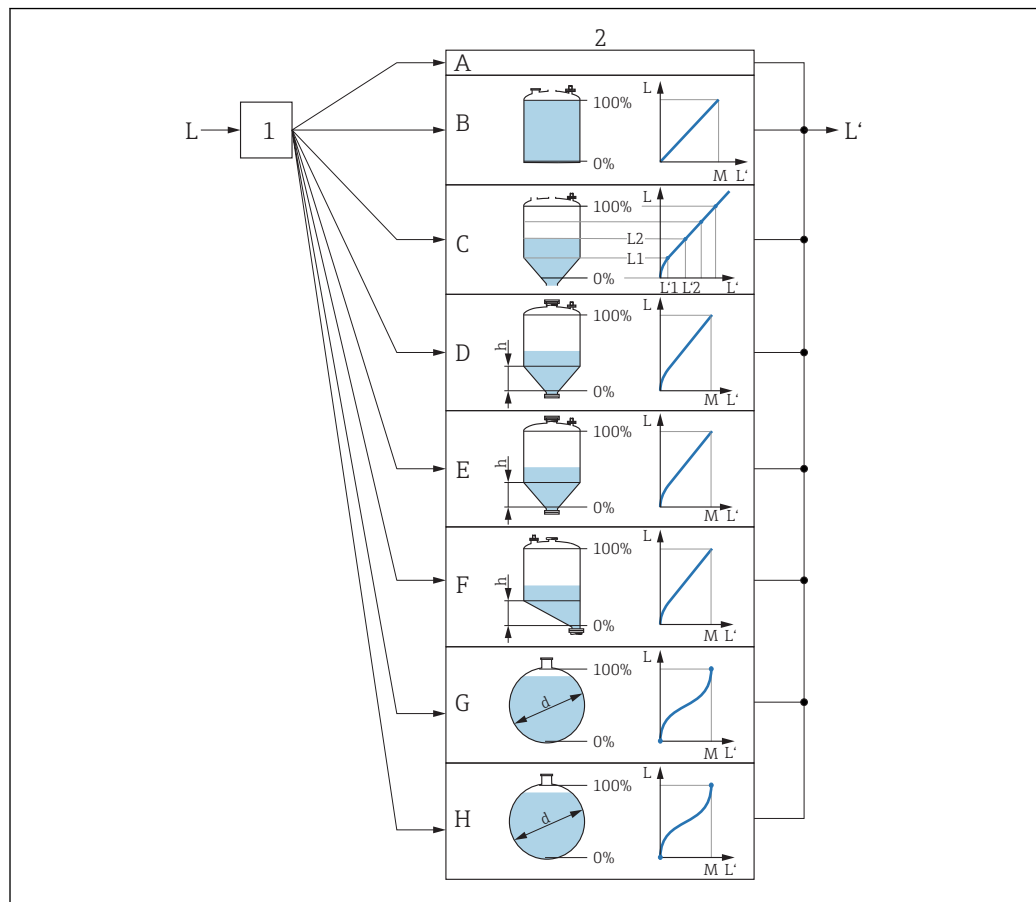 2
A
L 1 L‘
B 100% 0% L M L‘
C 100% 0% L2 L1 L L‘1 L‘2 L‘
D h 100% 0% L M L‘
E h 100% 0% L M L‘
F h 100% 0% L M L‘
G d 100% 0% L M L‘
H d 100% 0% L M L‘